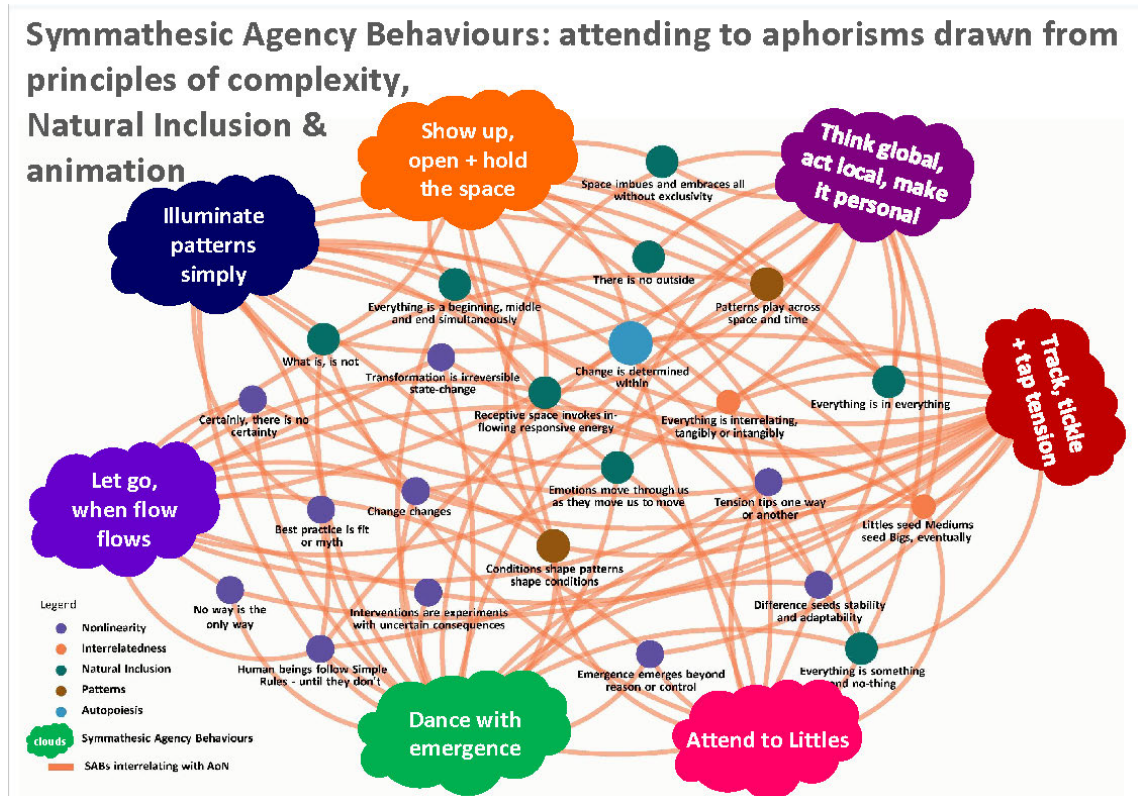 Symmathesic Agency Behaviours: attending to aphorisms drawn from
principles of complexity,
Natural Inclusion &
animation
Show up,
open + hold
the space
Think global,
act local, make
it personal
Illuminate
patterns
simply
Space imbues and embraces all
without exclusivity
There is no outside
Everything is a beginning, middle
and end simultaneously
Patterns play across
space and time
What is, is not
Transformation is irreversible
state-change
Change is determined
within
Track, tickle
+ tap tension
Certainly, there is no
certainty
Receptive space invokes in-
flowing responsive energy
Everything is interrelating,
tangibly or intangibly
Everything is in everything
Let go,
when flow
flows
Emotions move through us
as they move us to move
Tension tips one way
or another
Littles seed Mediums
seed Bigs, eventually
Best practice is fit
or myth
Change changes
Conditions shape patterns
shape conditions
No way is the
only way
Interventions are experiments
with uncertain consequences
Difference seeds stability
and adaptability
Human beings follow Simple
Rules - until they don't
Emergence emerges beyond
reason or control
Everything is something
and no-thing
Dance with
emergence
Attend to Littles
Legend
Nonlinearity
Interrelatedness
Natural Inclusion
Patterns
Autopoiesis
clouds Symmathesic Agency Behaviours
SABs interrelating with AoN